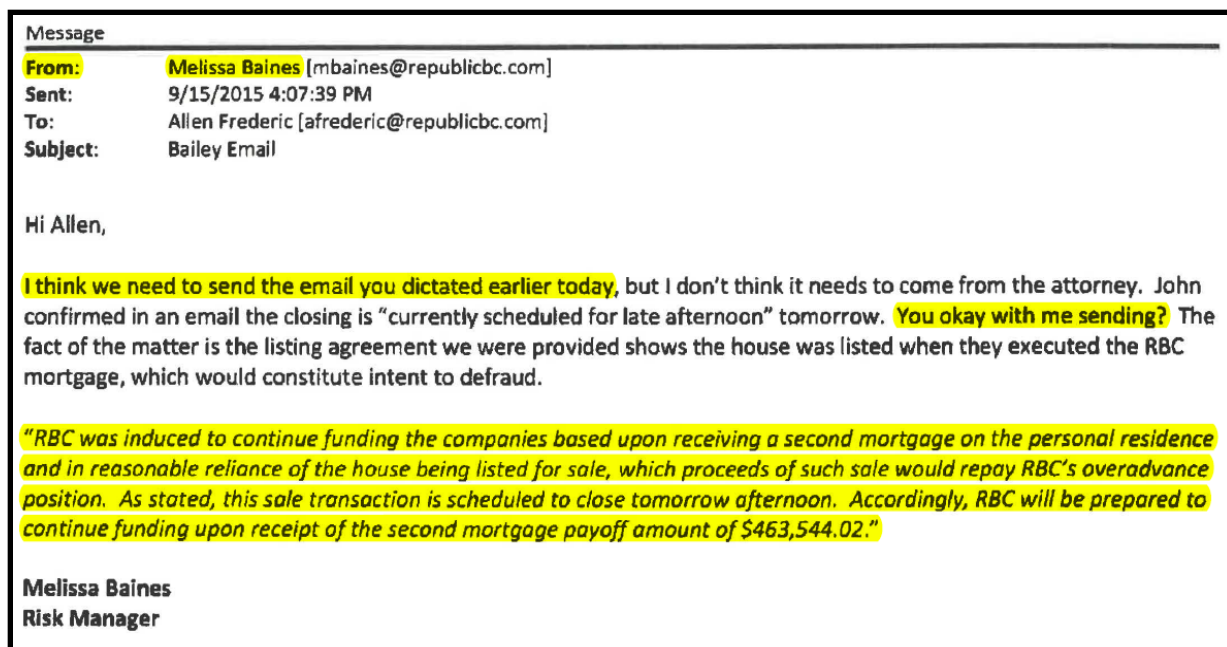 Message
From: Melissa Baines [mbaines@republicbc.com]
Sent: 9/15/2015 4:07:39 PM
To: Allen Frederic [afrederic@republicbc.com]
Subject: Bailey Email
Hi Allen,
I think we need to send the email you dictated earlier today, but I don't think it needs to come from the attorney. John
confirmed in an email the closing is "currently scheduled for late afternoon" tomorrow. You okay with me sending? The
fact of the matter is the listing agreement we were provided shows the house was listed when they executed the RBC
mortgage, which would constitute intent to defraud.
"RBC was induced to continue funding the companies based upon receiving a second mortgage on the personal residence
and in reasonable reliance of the house being listed for sale, which proceeds of such sale would repay RBC's overadvance
position. As stated, this sale transaction is scheduled to close tomorrow afternoon. Accordingly, RBC will be prepared to
continue funding upon receipt of the second mortgage payoff amount of $463,544.02."
Melissa Baines
Risk Manager